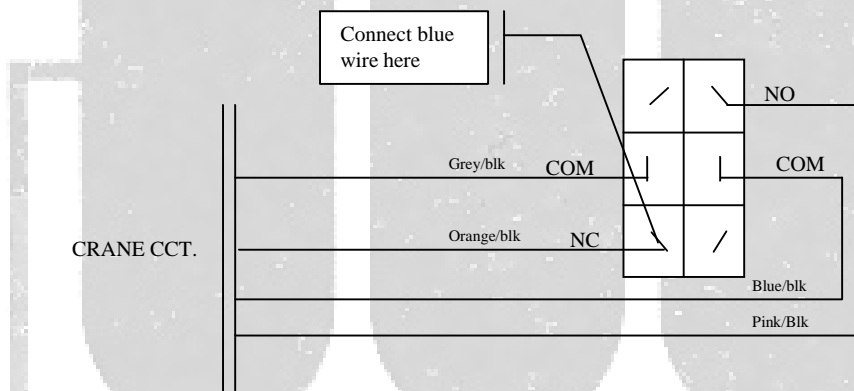 Connect blue
wire here
NO
Grey/blk
COM
COM
Orange/blk
NC
CRANE CCT.
Blue/blk
Pink/Blk